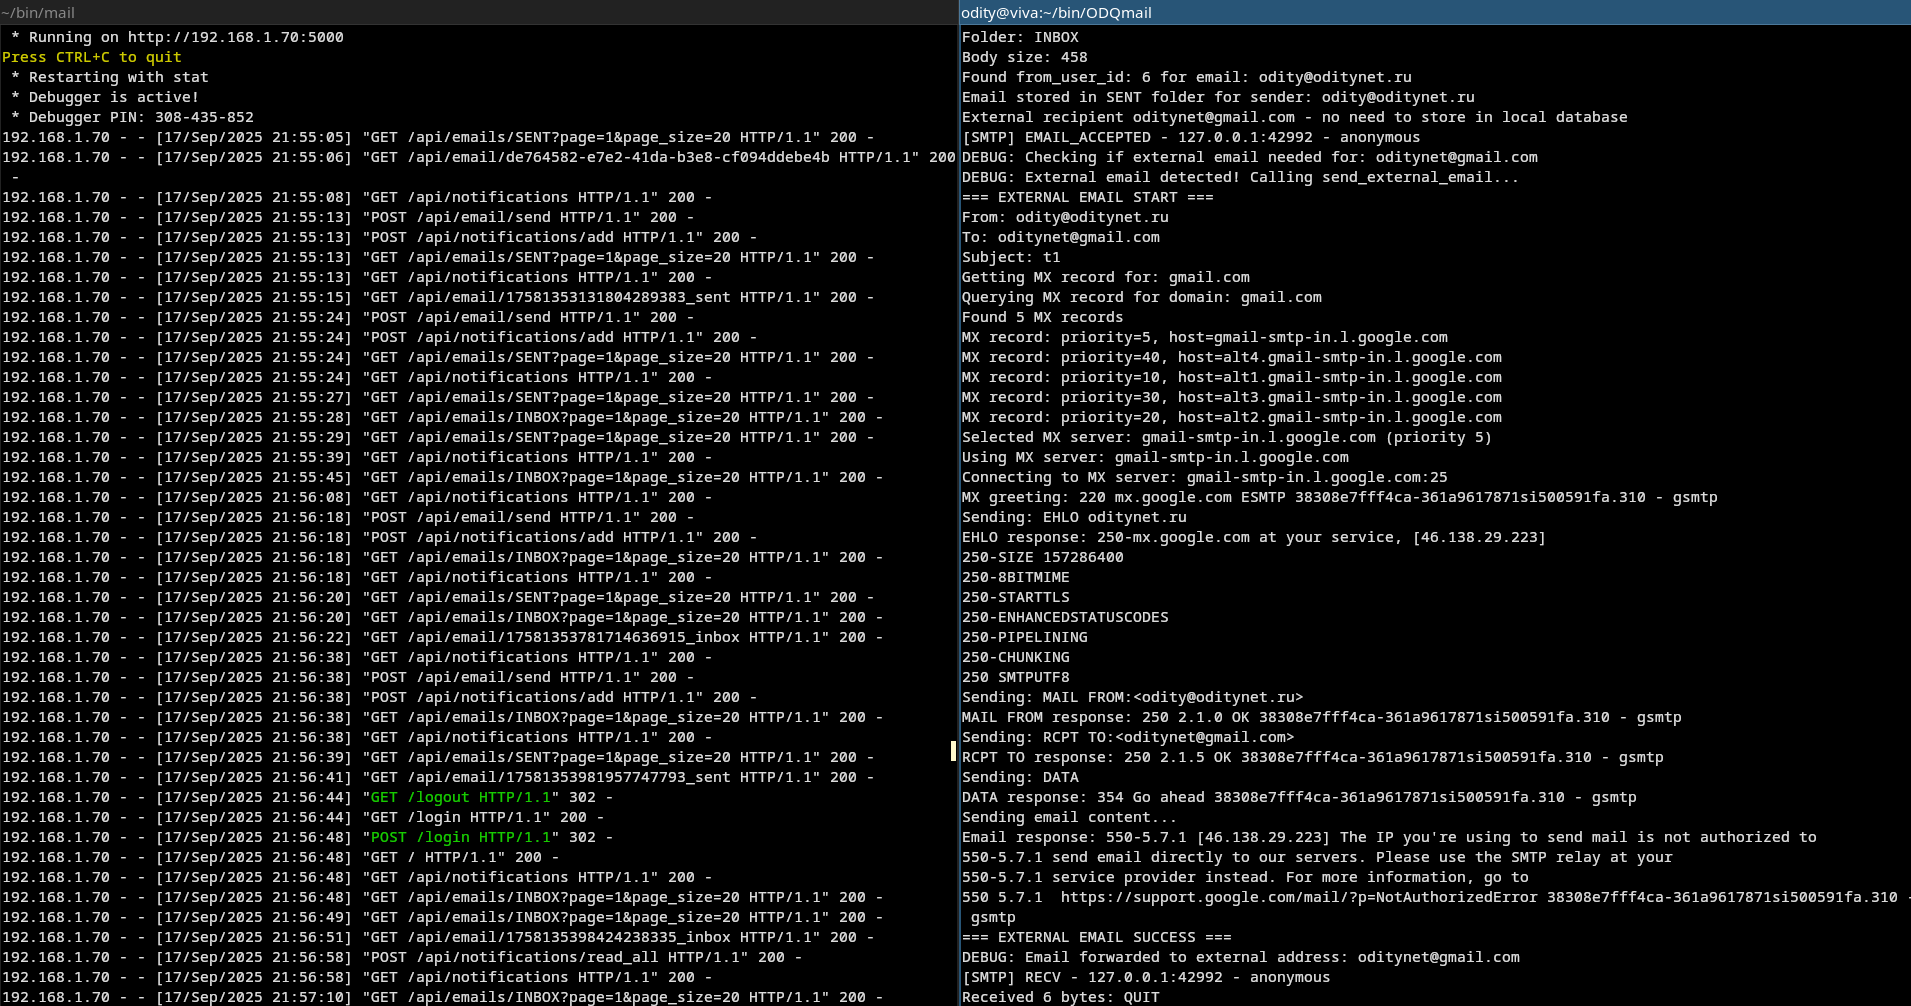 ~/bin/mail
 * Running on http://192.168.1.70:5000
Press CTRL+C to quit
 * Restarting with stat
 * Debugger is active!
 * Debugger PIN: 308-435-852
192.168.1.70 - - [17/Sep/2025 21:55:05] "GET /api/emails/SENT?page=1&page_size=20 HTTP/1.1" 200 -
192.168.1.70 - - [17/Sep/2025 21:55:06] "GET /api/email/de764582-e7e2-41da-b3e8-cf094ddebe4b HTTP/1.1" 200
 -
192.168.1.70 - - [17/Sep/2025 21:55:08] "GET /api/notifications HTTP/1.1" 200 -
192.168.1.70 - - [17/Sep/2025 21:55:13] "POST /api/email/send HTTP/1.1" 200 -
192.168.1.70 - - [17/Sep/2025 21:55:13] "POST /api/notifications/add HTTP/1.1" 200 -
192.168.1.70 - - [17/Sep/2025 21:55:13] "GET /api/emails/SENT?page=1&page_size=20 HTTP/1.1" 200 -
192.168.1.70 - - [17/Sep/2025 21:55:13] "GET /api/notifications HTTP/1.1" 200 -
192.168.1.70 - - [17/Sep/2025 21:55:15] "GET /api/email/17581353131804289383_sent HTTP/1.1" 200 -
192.168.1.70 - - [17/Sep/2025 21:55:24] "POST /api/email/send HTTP/1.1" 200 -
192.168.1.70 - - [17/Sep/2025 21:55:24] "POST /api/notifications/add HTTP/1.1" 200 -
192.168.1.70 - - [17/Sep/2025 21:55:24] "GET /api/emails/SENT?page=1&page_size=20 HTTP/1.1" 200 -
192.168.1.70 - - [17/Sep/2025 21:55:24] "GET /api/notifications HTTP/1.1" 200 -
192.168.1.70 - - [17/Sep/2025 21:55:27] "GET /api/emails/SENT?page=1&page_size=20 HTTP/1.1" 200 -
192.168.1.70 - - [17/Sep/2025 21:55:28] "GET /api/emails/INBOX?page=1&page_size=20 HTTP/1.1" 200 -
192.168.1.70 - - [17/Sep/2025 21:55:29] "GET /api/emails/SENT?page=1&page_size=20 HTTP/1.1" 200 -
192.168.1.70 - - [17/Sep/2025 21:55:39] "GET /api/notifications HTTP/1.1" 200 -
192.168.1.70 - - [17/Sep/2025 21:55:45] "GET /api/emails/INBOX?page=1&page_size=20 HTTP/1.1" 200 -
192.168.1.70 - - [17/Sep/2025 21:56:08] "GET /api/notifications HTTP/1.1" 200 -
192.168.1.70 - - [17/Sep/2025 21:56:18] "POST /api/email/send HTTP/1.1" 200 -
192.168.1.70 - - [17/Sep/2025 21:56:18] "POST /api/notifications/add HTTP/1.1" 200 -
192.168.1.70 - - [17/Sep/2025 21:56:18] "GET /api/emails/INBOX?page=1&page_size=20 HTTP/1.1" 200 -
192.168.1.70 - - [17/Sep/2025 21:56:18] "GET /api/notifications HTTP/1.1" 200 -
192.168.1.70 - - [17/Sep/2025 21:56:20] "GET /api/emails/SENT?page=1&page_size=20 HTTP/1.1" 200 -
192.168.1.70 - - [17/Sep/2025 21:56:20] "GET /api/emails/INBOX?page=1&page_size=20 HTTP/1.1" 200 -
192.168.1.70 - - [17/Sep/2025 21:56:22] "GET /api/email/17581353781714636915_inbox HTTP/1.1" 200 -
192.168.1.70 - - [17/Sep/2025 21:56:38] "GET /api/notifications HTTP/1.1" 200 -
192.168.1.70 - - [17/Sep/2025 21:56:38] "POST /api/email/send HTTP/1.1" 200 -
192.168.1.70 - - [17/Sep/2025 21:56:38] "POST /api/notifications/add HTTP/1.1" 200 -
192.168.1.70 - - [17/Sep/2025 21:56:38] "GET /api/emails/INBOX?page=1&page_size=20 HTTP/1.1" 200 -
192.168.1.70 - - [17/Sep/2025 21:56:38] "GET /api/notifications HTTP/1.1" 200 -
192.168.1.70 - - [17/Sep/2025 21:56:39] "GET /api/emails/SENT?page=1&page_size=20 HTTP/1.1" 200 -
192.168.1.70 - - [17/Sep/2025 21:56:41] "GET /api/email/17581353981957747793_sent HTTP/1.1" 200 -
192.168.1.70 - - [17/Sep/2025 21:56:44] "GET /logout HTTP/1.1" 302 -
192.168.1.70 - - [17/Sep/2025 21:56:44] "GET /login HTTP/1.1" 200 -
192.168.1.70 - - [17/Sep/2025 21:56:48] "POST /login HTTP/1.1" 302 -
192.168.1.70 - - [17/Sep/2025 21:56:48] "GET / HTTP/1.1" 200 -
192.168.1.70 - - [17/Sep/2025 21:56:48] "GET /api/notifications HTTP/1.1" 200 -
192.168.1.70 - - [17/Sep/2025 21:56:48] "GET /api/emails/INBOX?page=1&page_size=20 HTTP/1.1" 200 -
192.168.1.70 - - [17/Sep/2025 21:56:49] "GET /api/emails/INBOX?page=1&page_size=20 HTTP/1.1" 200 -
192.168.1.70 - - [17/Sep/2025 21:56:51] "GET /api/email/1758135398424238335_inbox HTTP/1.1" 200 -
192.168.1.70 - - [17/Sep/2025 21:56:58] "POST /api/notifications/read_all HTTP/1.1" 200 -
192.168.1.70 - - [17/Sep/2025 21:56:58] "GET /api/notifications HTTP/1.1" 200 -
192.168.1.70 - - [17/Sep/2025 21:57:10] "GET /api/emails/INBOX?page=1&page_size=20 HTTP/1.1" 200 -
odity@viva:~/bin/ODQmail
Folder: INBOX
Body size: 458
Found from_user_id: 6 for email: odity@oditynet.ru
Email stored in SENT folder for sender: odity@oditynet.ru
External recipient oditynet@gmail.com - no need to store in local database
[SMTP] EMAIL_ACCEPTED - 127.0.0.1:42992 - anonymous
DEBUG: Checking if external email needed for: oditynet@gmail.com
DEBUG: External email detected! Calling send_external_email...
=== EXTERNAL EMAIL START ===
From: odity@oditynet.ru
To: oditynet@gmail.com
Subject: t1
Getting MX record for: gmail.com
Querying MX record for domain: gmail.com
Found 5 MX records
MX record: priority=5, host=gmail-smtp-in.l.google.com
MX record: priority=40, host=alt4.gmail-smtp-in.l.google.com
MX record: priority=10, host=alt1.gmail-smtp-in.l.google.com
MX record: priority=30, host=alt3.gmail-smtp-in.l.google.com
MX record: priority=20, host=alt2.gmail-smtp-in.l.google.com
Selected MX server: gmail-smtp-in.l.google.com (priority 5)
Using MX server: gmail-smtp-in.l.google.com
Connecting to MX server: gmail-smtp-in.l.google.com:25
MX greeting: 220 mx.google.com ESMTP 38308e7fff4ca-361a9617871si500591fa.310 - gsmtp
Sending: EHLO oditynet.ru
EHLO response: 250-mx.google.com at your service, [46.138.29.223]
250-SIZE 157286400
250-8BITMIME
250-STARTTLS
250-ENHANCEDSTATUSCODES
250-PIPELINING
250-CHUNKING
250 SMTPUTF8
Sending: MAIL FROM:<odity@oditynet.ru>
MAIL FROM response: 250 2.1.0 OK 38308e7fff4ca-361a9617871si500591fa.310 - gsmtp
Sending: RCPT TO:<oditynet@gmail.com>
RCPT TO response: 250 2.1.5 OK 38308e7fff4ca-361a9617871si500591fa.310 - gsmtp
Sending: DATA
DATA response: 354 Go ahead 38308e7fff4ca-361a9617871si500591fa.310 - gsmtp
Sending email content...
Email response: 550-5.7.1 [46.138.29.223] The IP you're using to send mail is not authorized to
550-5.7.1 send email directly to our servers. Please use the SMTP relay at your
550-5.7.1 service provider instead. For more information, go to
550 5.7.1  https://support.google.com/mail/?p=NotAuthorizedError 38308e7fff4ca-361a9617871si500591fa.310 -
 gsmtp
=== EXTERNAL EMAIL SUCCESS ===
DEBUG: Email forwarded to external address: oditynet@gmail.com
[SMTP] RECV - 127.0.0.1:42992 - anonymous
Received 6 bytes: QUIT